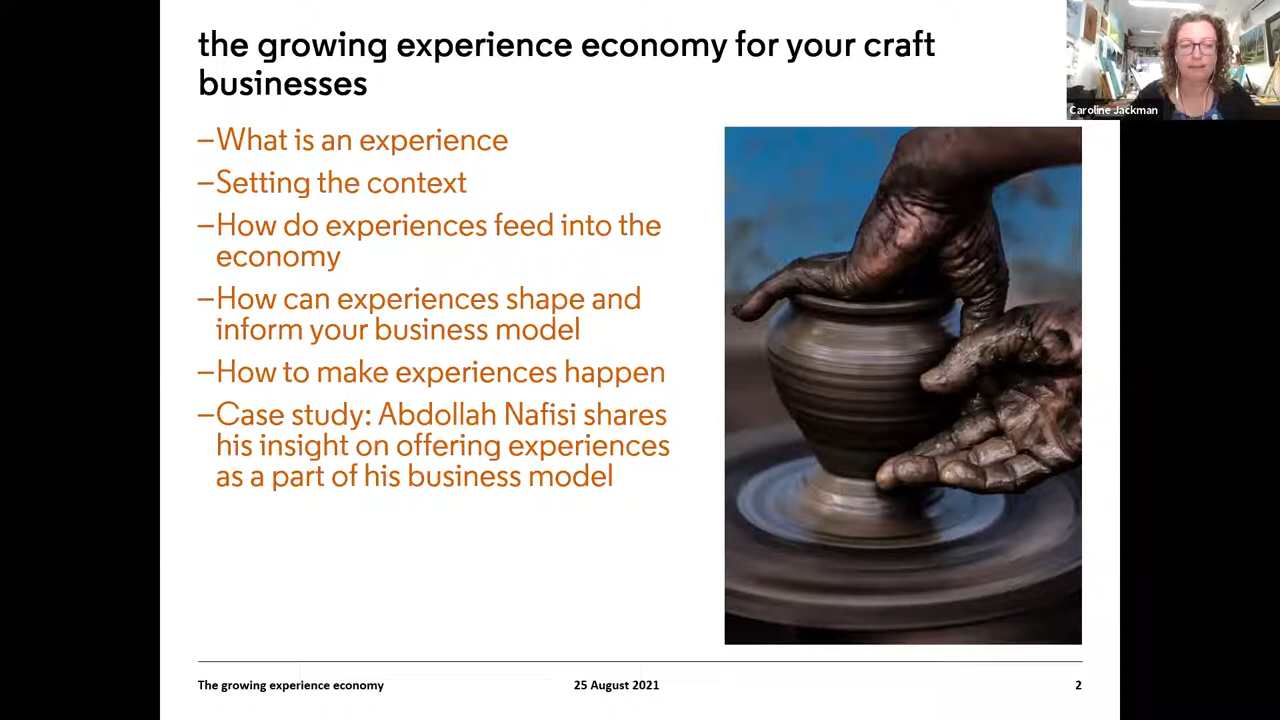 the growing experience economy for your craft
businesses
Caroline Jackman
–What is an experience
–Setting the context
–How do experiences feed into the
economy
–How can experiences shape and
inform your business model
–How to make experiences happen
–Case study: Abdollah Nafisi shares
his insight on offering experiences
as a part of his business model
The growing experience economy
25 August 2021
2